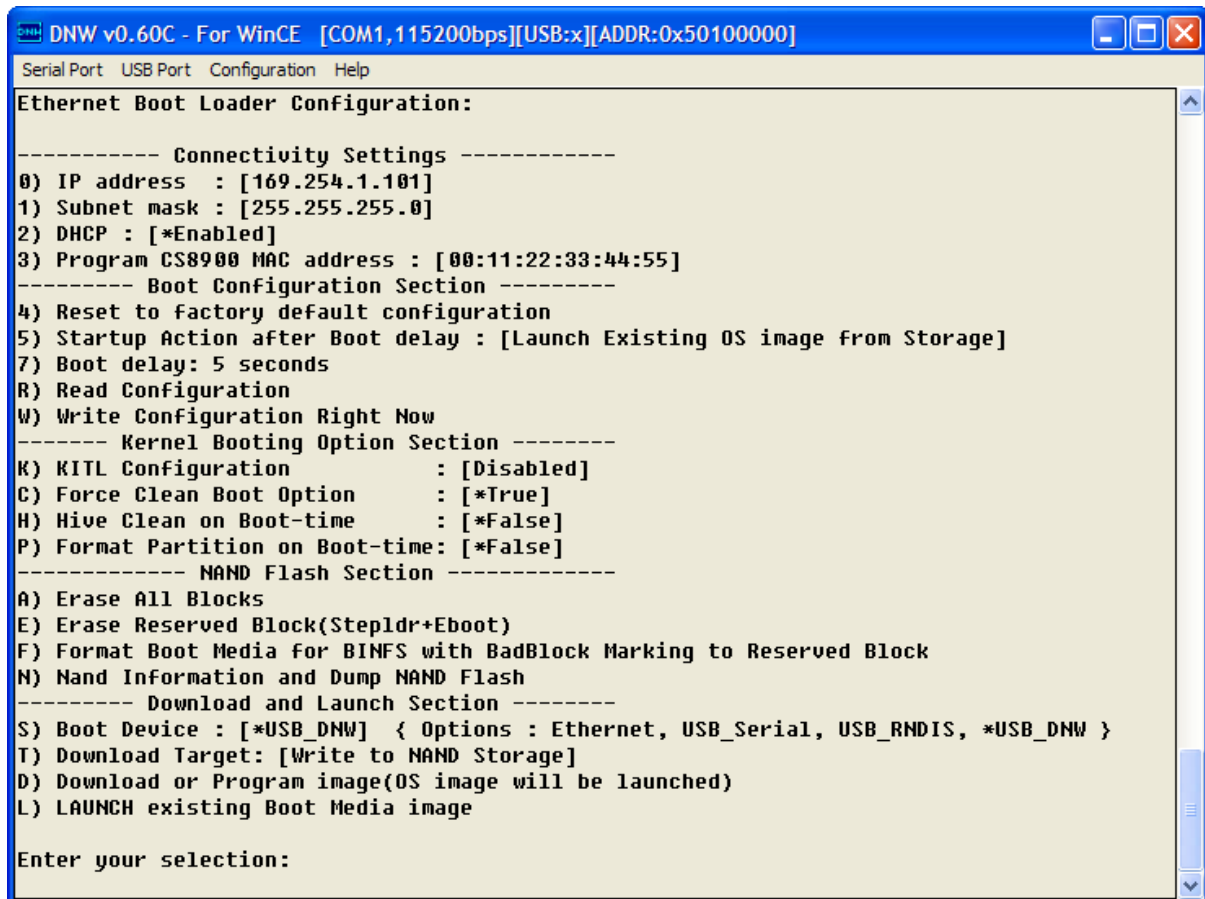 DNW v0.60C - For WinCE [COM1,115200bps][USB:x][ADDR:0x50100000]
Serial Port USB Port Configuration Help
Ethernet Boot Loader Configuration:
----------- Connectivity Settings ------------
0) IP address  : [169.254.1.101]
1) Subnet mask : [255.255.255.0]
2) DHCP : [*Enabled]
3) Program CS8900 MAC address : [00:11:22:33:44:55]
--------- Boot Configuration Section ---------
4) Reset to factory default configuration
5) Startup Action after Boot delay : [Launch Existing OS image from Storage]
7) Boot delay: 5 seconds
R) Read Configuration
W) Write Configuration Right Now
------- Kernel Booting Option Section --------
K) KITL Configuration           : [Disabled]
C) Force Clean Boot Option      : [*True]
H) Hive Clean on Boot-time      : [*False]
P) Format Partition on Boot-time: [*False]
------------- NAND Flash Section -------------
A) Erase All Blocks
E) Erase Reserved Block(Stepldr+Eboot)
F) Format Boot Media for BINFS with BadBlock Marking to Reserved Block
N) Nand Information and Dump NAND Flash
--------- Download and Launch Section --------
S) Boot Device : [*USB_DNW]  { Options : Ethernet, USB_Serial, USB_RNDIS, *USB_DNW }
T) Download Target: [Write to NAND Storage]
D) Download or Program image(OS image will be launched)
L) LAUNCH existing Boot Media image
Enter your selection: